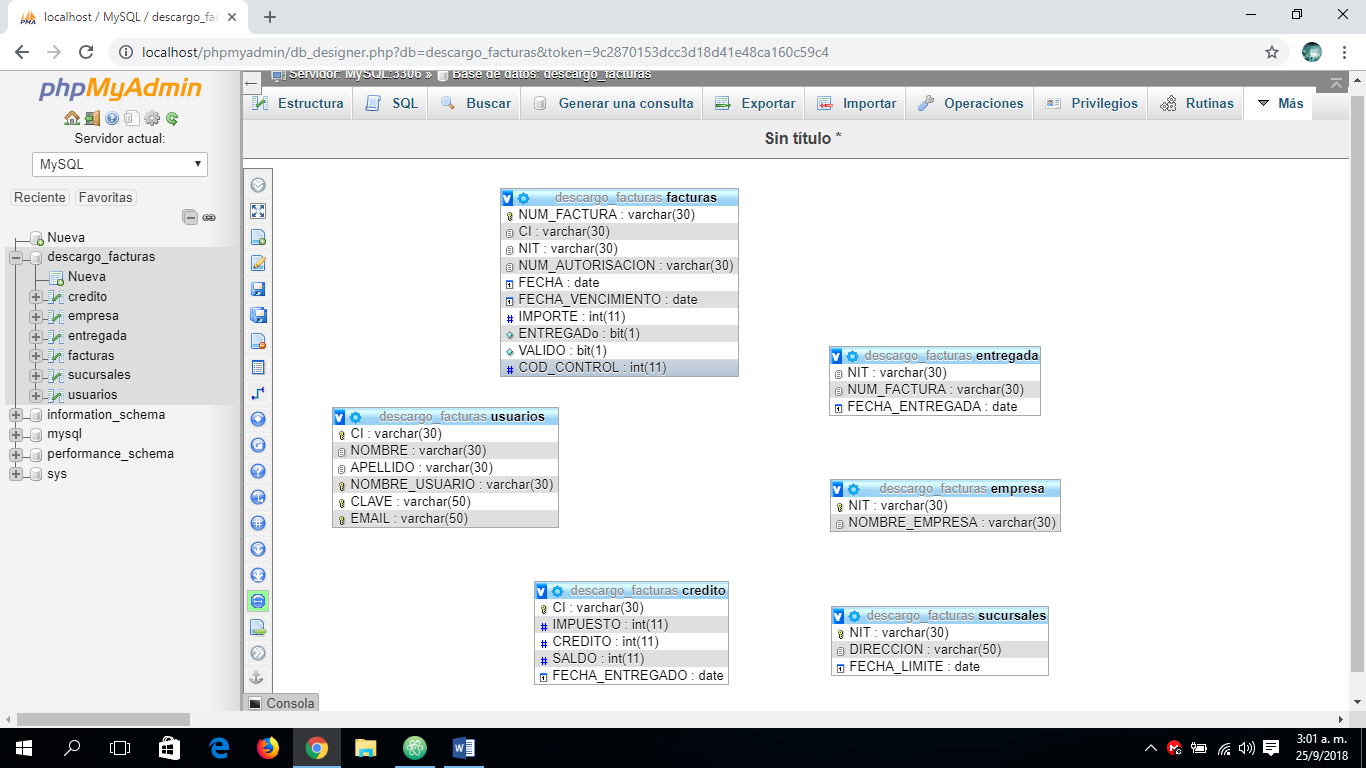 localhost / MySQL / descargo_fac
localhost/phpmyadmin/db_designer.php?db=descargo_facturas&token=9c2870153dcc3d18d41e48ca160c59c4
phpMyAdmin
Servidor actual:
MySQL
Reciente Favoritas
Nueva
descargo_facturas
Nueva
credito
empresa
entregada
facturas
sucursales
usuarios
information_schema
mysql
performance_schema
sys
Servidor: MySQL:3306 » Base de datos: descargo_facturas
Estructura SQL Buscar Generar una consulta Exportar Importar Operaciones Privilegios Rutinas Más
Sin título *
descargo_facturas facturas
NUM_FACTURA : varchar(30)
CI : varchar(30)
NIT : varchar(30)
NUM_AUTORISACION : varchar(30)
FECHA : date
FECHA_VENCIMIENTO : date
IMPORTE : int(11)
ENTREGADo : bit(1)
VALIDO : bit(1)
COD_CONTROL : int(11)
descargo_facturas entregada
NIT : varchar(30)
NUM_FACTURA : varchar(30)
FECHA_ENTREGADA : date
descargo_facturas usuarios
CI : varchar(30)
NOMBRE : varchar(30)
APELLIDO : varchar(30)
NOMBRE_USUARIO : varchar(30)
CLAVE : varchar(50)
EMAIL : varchar(50)
descargo_facturas empresa
NIT : varchar(30)
NOMBRE_EMPRESA : varchar(30)
descargo_facturas credito
CI : varchar(30)
IMPUESTO : int(11)
CREDITO : int(11)
SALDO : int(11)
FECHA_ENTREGADO : date
descargo_facturas sucursales
NIT : varchar(30)
DIRECCION : varchar(50)
FECHA_LIMITE : date
Consola
3:01 a. m.
25/9/2018